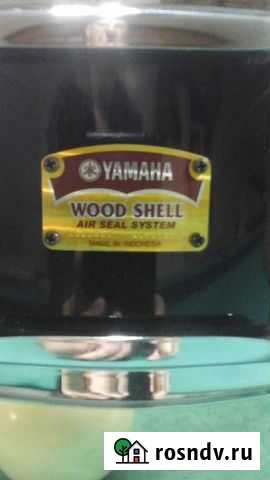 YAMAHA
WOOD SHELL
AIR SEAL SYSTEM
MADE IN INDONESIA
rosndv.ru